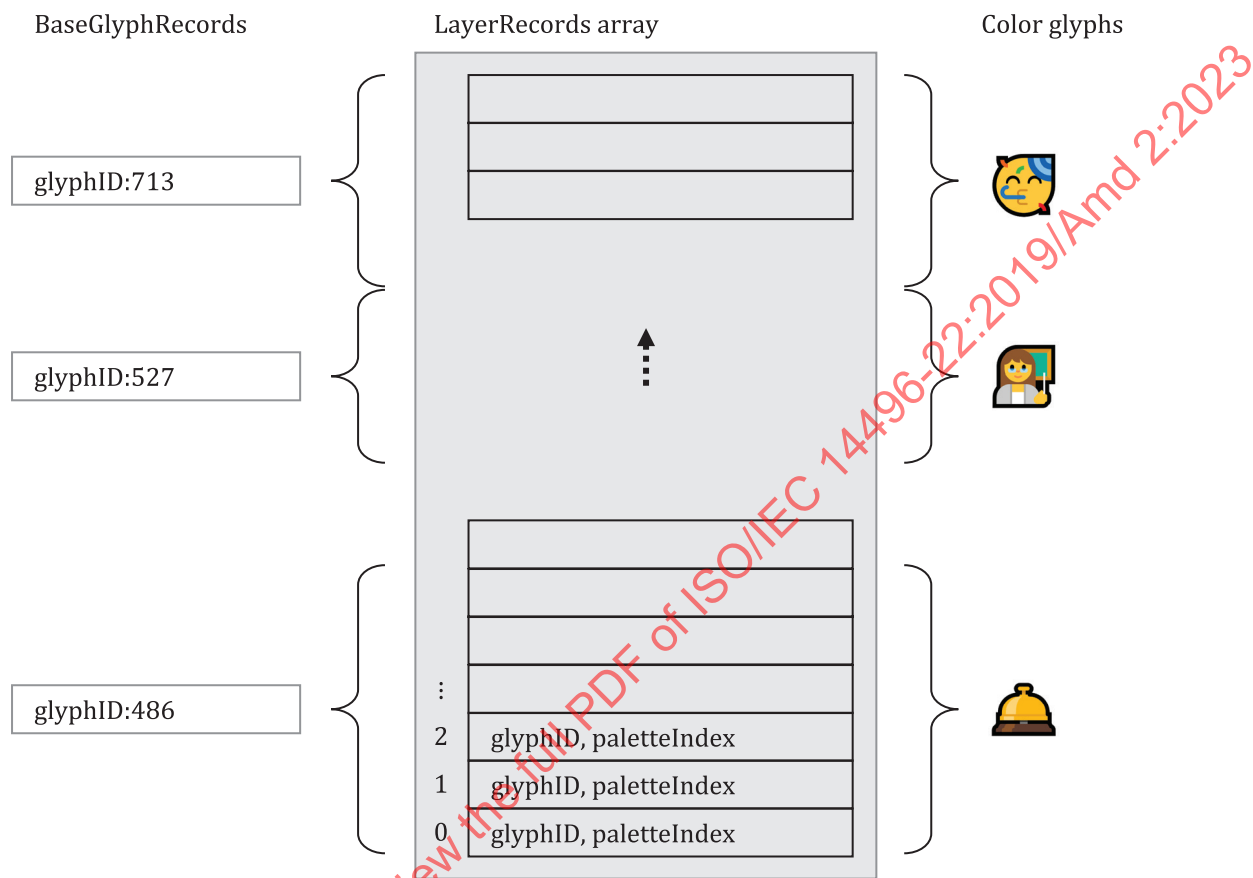 BaseGlyphRecords
LayerRecords array
Color glyphs
glyphID:713
glyphID:527
glyphID:486
⋮
2 glyphID, paletteIndex
1 glyphID, paletteIndex
0 glyphID, paletteIndex
the full PDF of ISO/IEC 14496-22:2019/Amd 2:2023